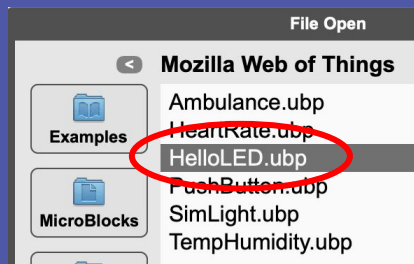 File Open
<
Mozilla Web of Things
Examples
MicroBlocks
Ambulance.ubp
HeartRate.ubp
HelloLED.ubp
PushButton.ubp
SimLight.ubp
TempHumidity.ubp